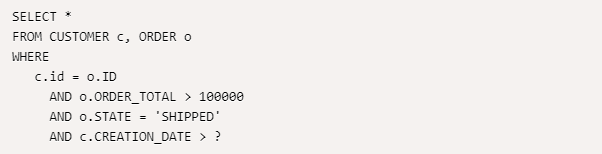 SELECT *
FROM CUSTOMER c, ORDER o
WHERE
c.id = o.ID
AND o.ORDER_TOTAL > 100000
AND o.STATE = 'SHIPPED'
AND c.CREATION_DATE > ?